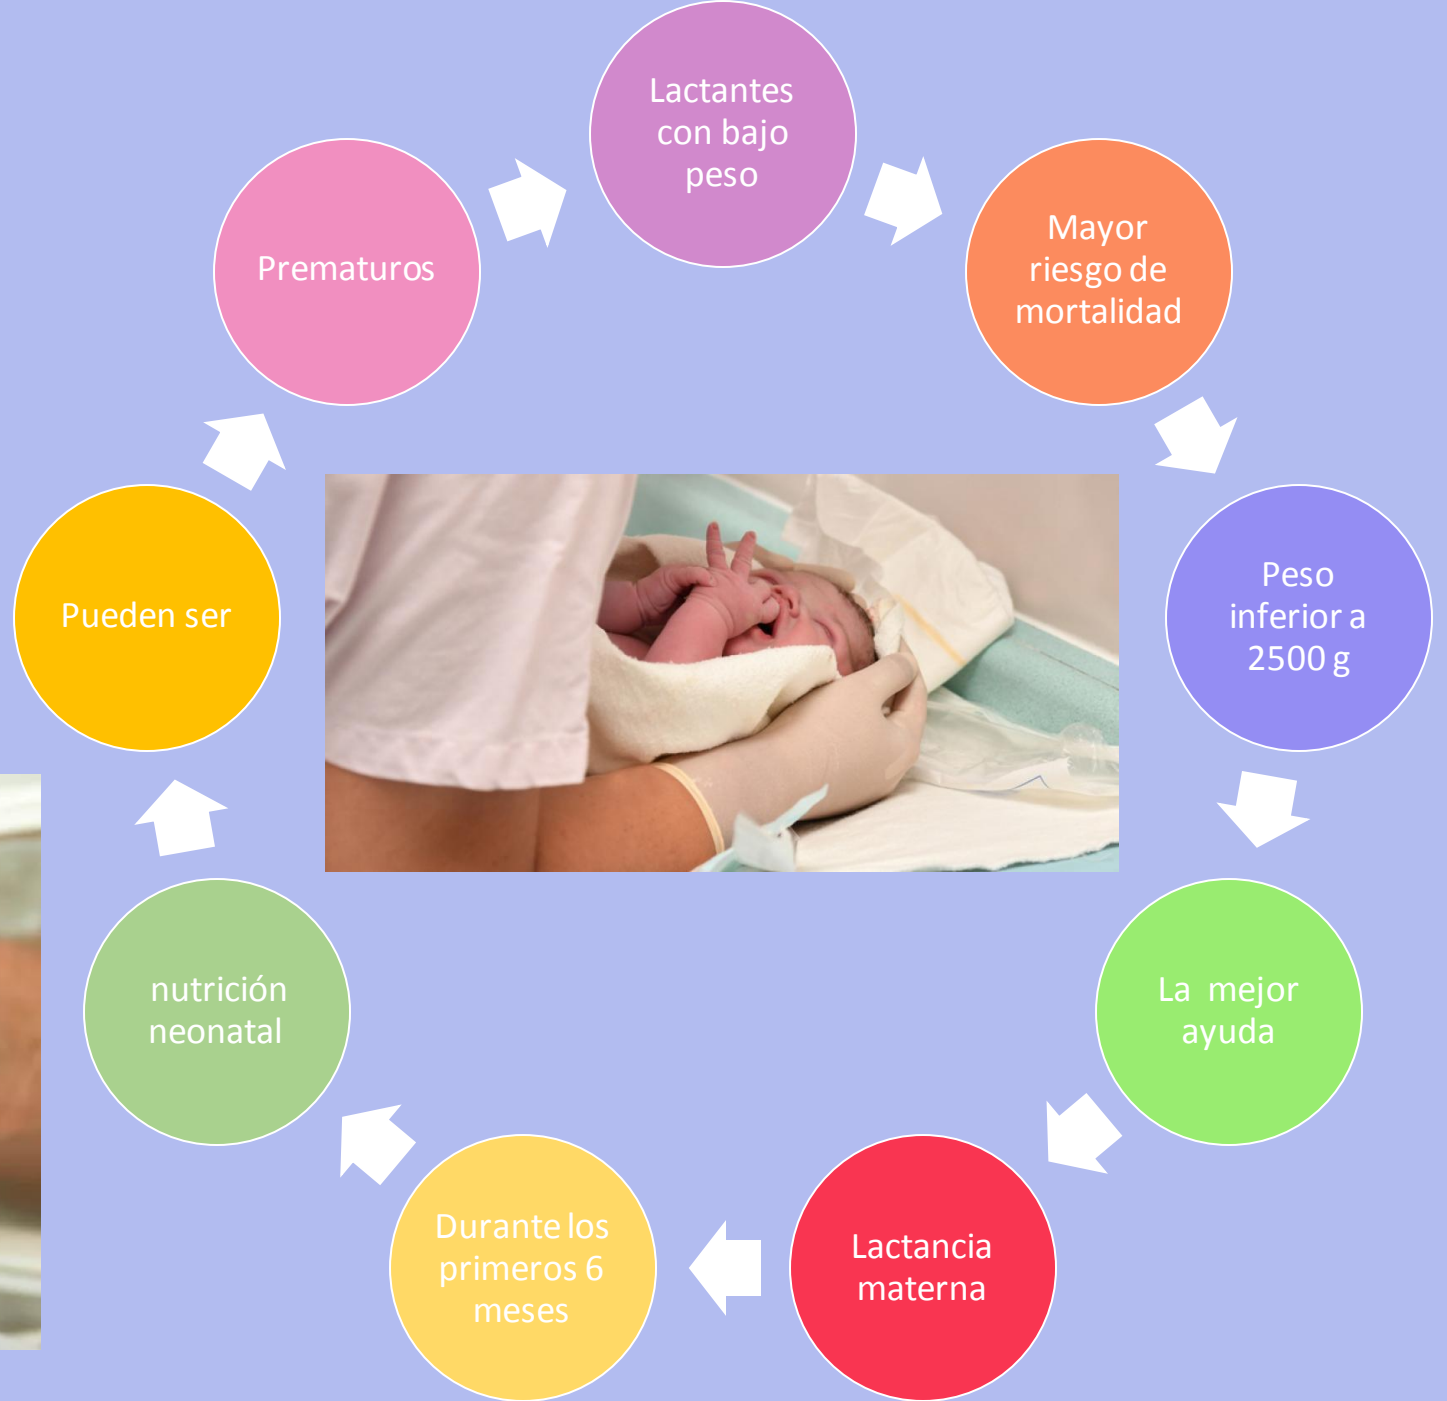 Lactantes
con bajo
peso
Mayor
riesgo de
mortalidad
Peso
inferior a
2500 g
La mejor
ayuda
Lactancia
materna
Durante los
primeros 6
meses
nutrición
neonatal
Pueden ser
Prematuros